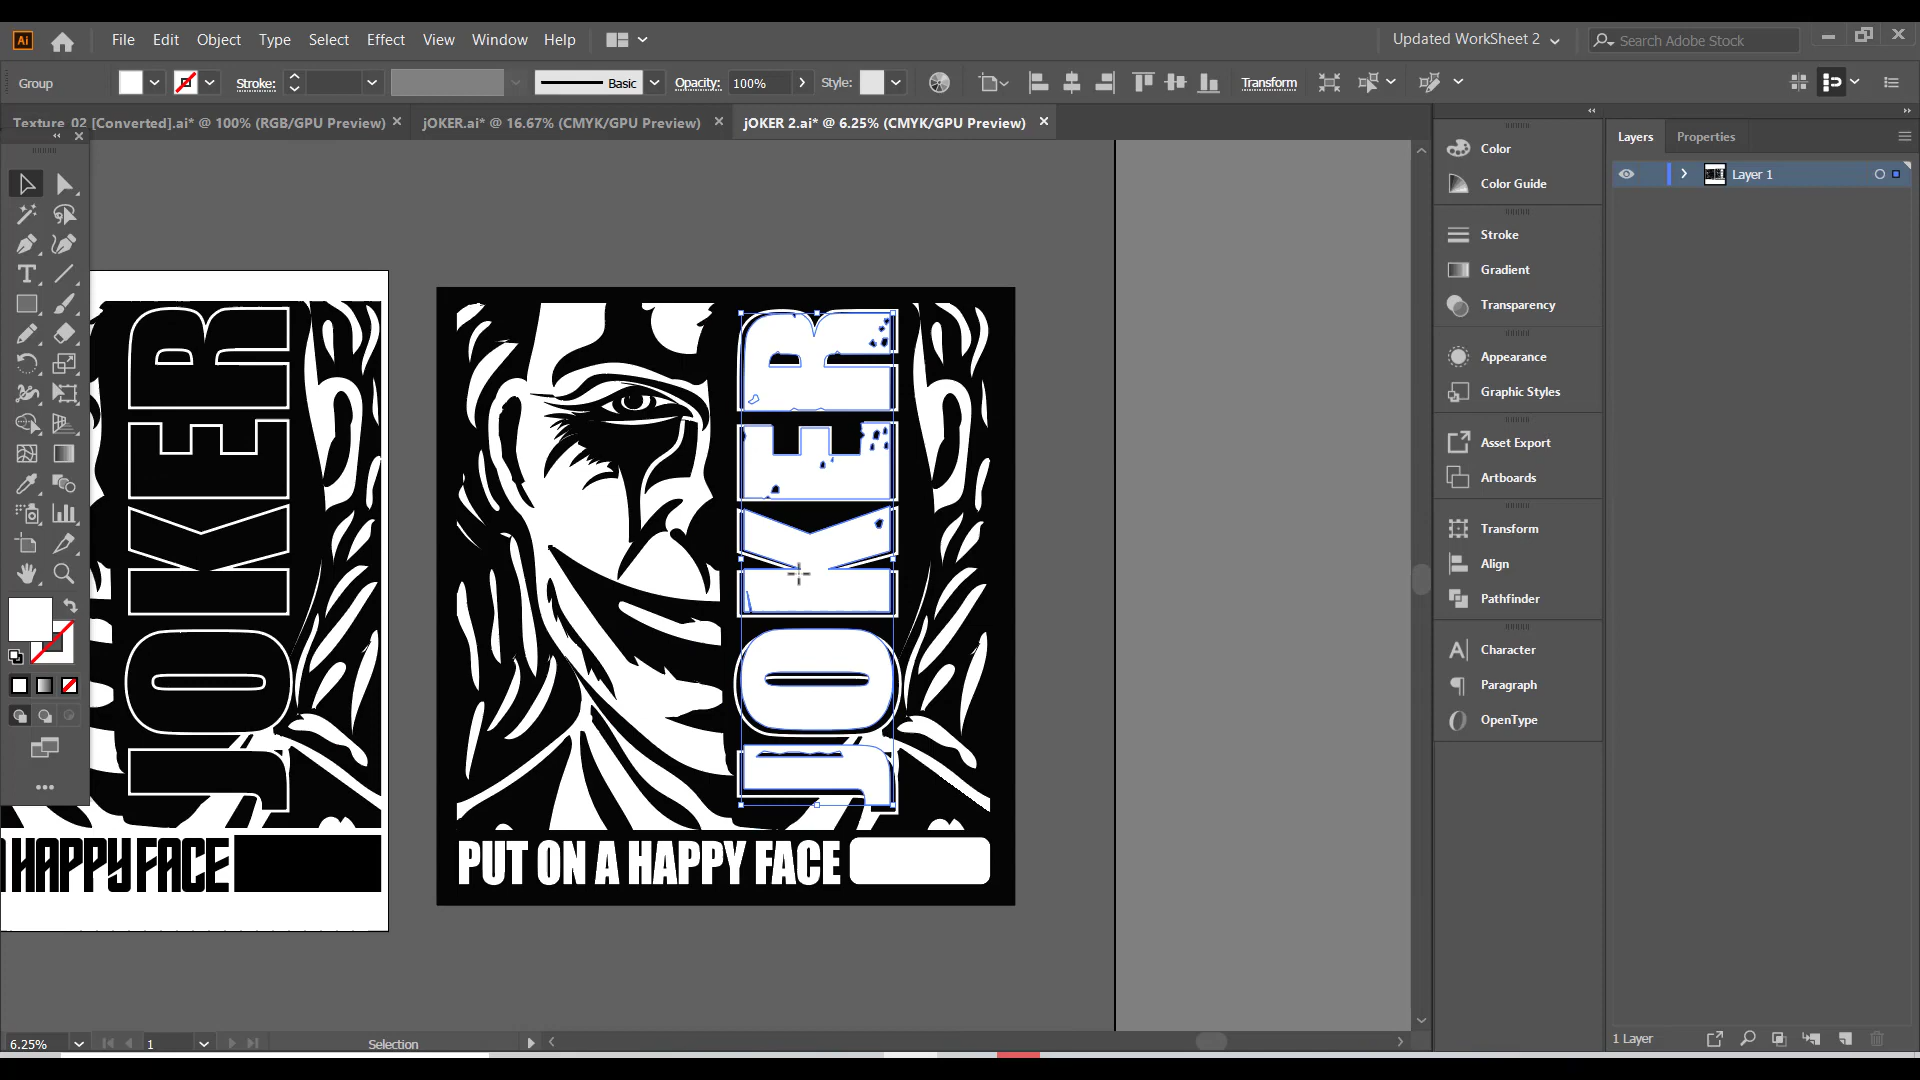 Ai File Edit Object Type Select Effect View Window Help Updated WorkSheet 2 Search Adobe Stock
Group Stroke: Basic Opacity: 100% Style: Transform
Texture_02 [Converted].ai* @ 100% (RGB/GPU Preview) jOKER.ai* @ 16.67% (CMYK/GPU Preview) jOKER 2.ai* @ 6.25% (CMYK/GPU Preview)
Layers Properties
Layer 1
Color
Color Guide
Stroke
Gradient
Transparency
Appearance
Graphic Styles
Asset Export
Artboards
Transform
Align
Pathfinder
Character
Paragraph
OpenType
JOKER
HAPPY FACE
JOKER
PUT ON A HAPPY FACE
6.25% 1 Selection
1 Layer